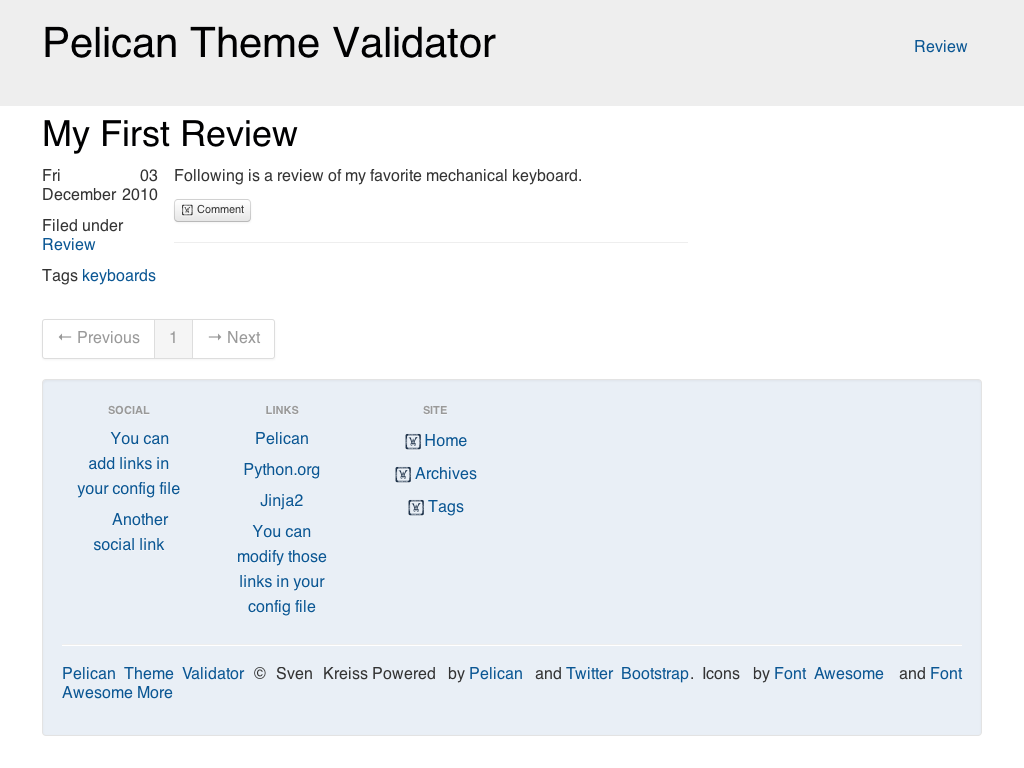 Pelican Theme Validator
Review
My First Review
Fri 03
December 2010
Following is a review of my favorite mechanical keyboard.
Comment
Filed under
Review
Tags keyboards
← Previous 1 → Next
SOCIAL
You can
add links in
your config file
Another
social link
LINKS
Pelican
Python.org
Jinja2
You can
modify those
links in your
config file
SITE
Home
Archives
Tags
Pelican Theme Validator © Sven Kreiss Powered by Pelican and Twitter Bootstrap. Icons by Font Awesome and Font
Awesome More